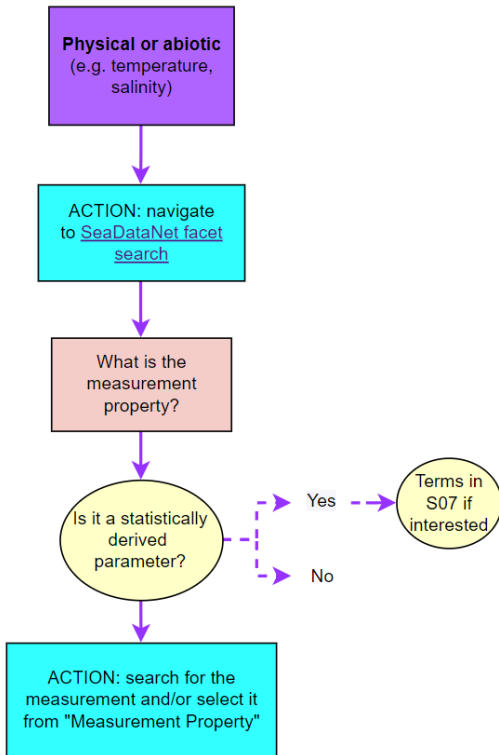 Physical or abiotic
(e.g. temperature,
salinity)
ACTION: navigate
to SeaDataNet facet
search
What is the
measurement
property?
Is it a statistically
derived
parameter?
Yes
Terms in
S07 if
interested
No
ACTION: search for the
measurement and/or select it
from "Measurement Property"